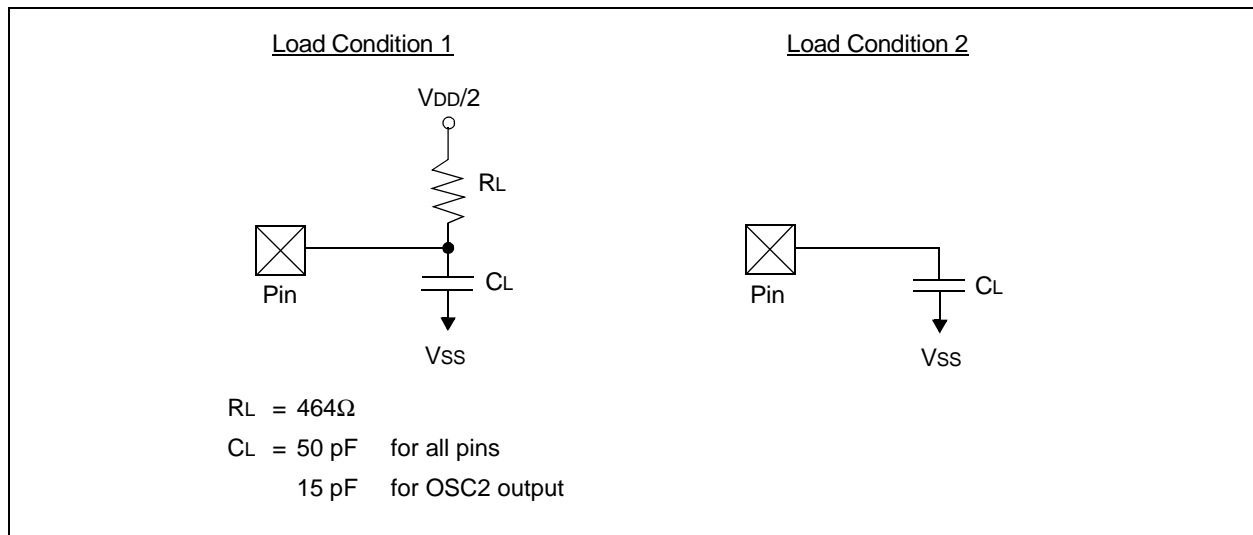 Load Condition 1
Load Condition 2
VDD/2
RL
Pin
CL
VSS
Pin
CL
VSS
RL = 464Ω
CL = 50 pF for all pins
15 pF for OSC2 output